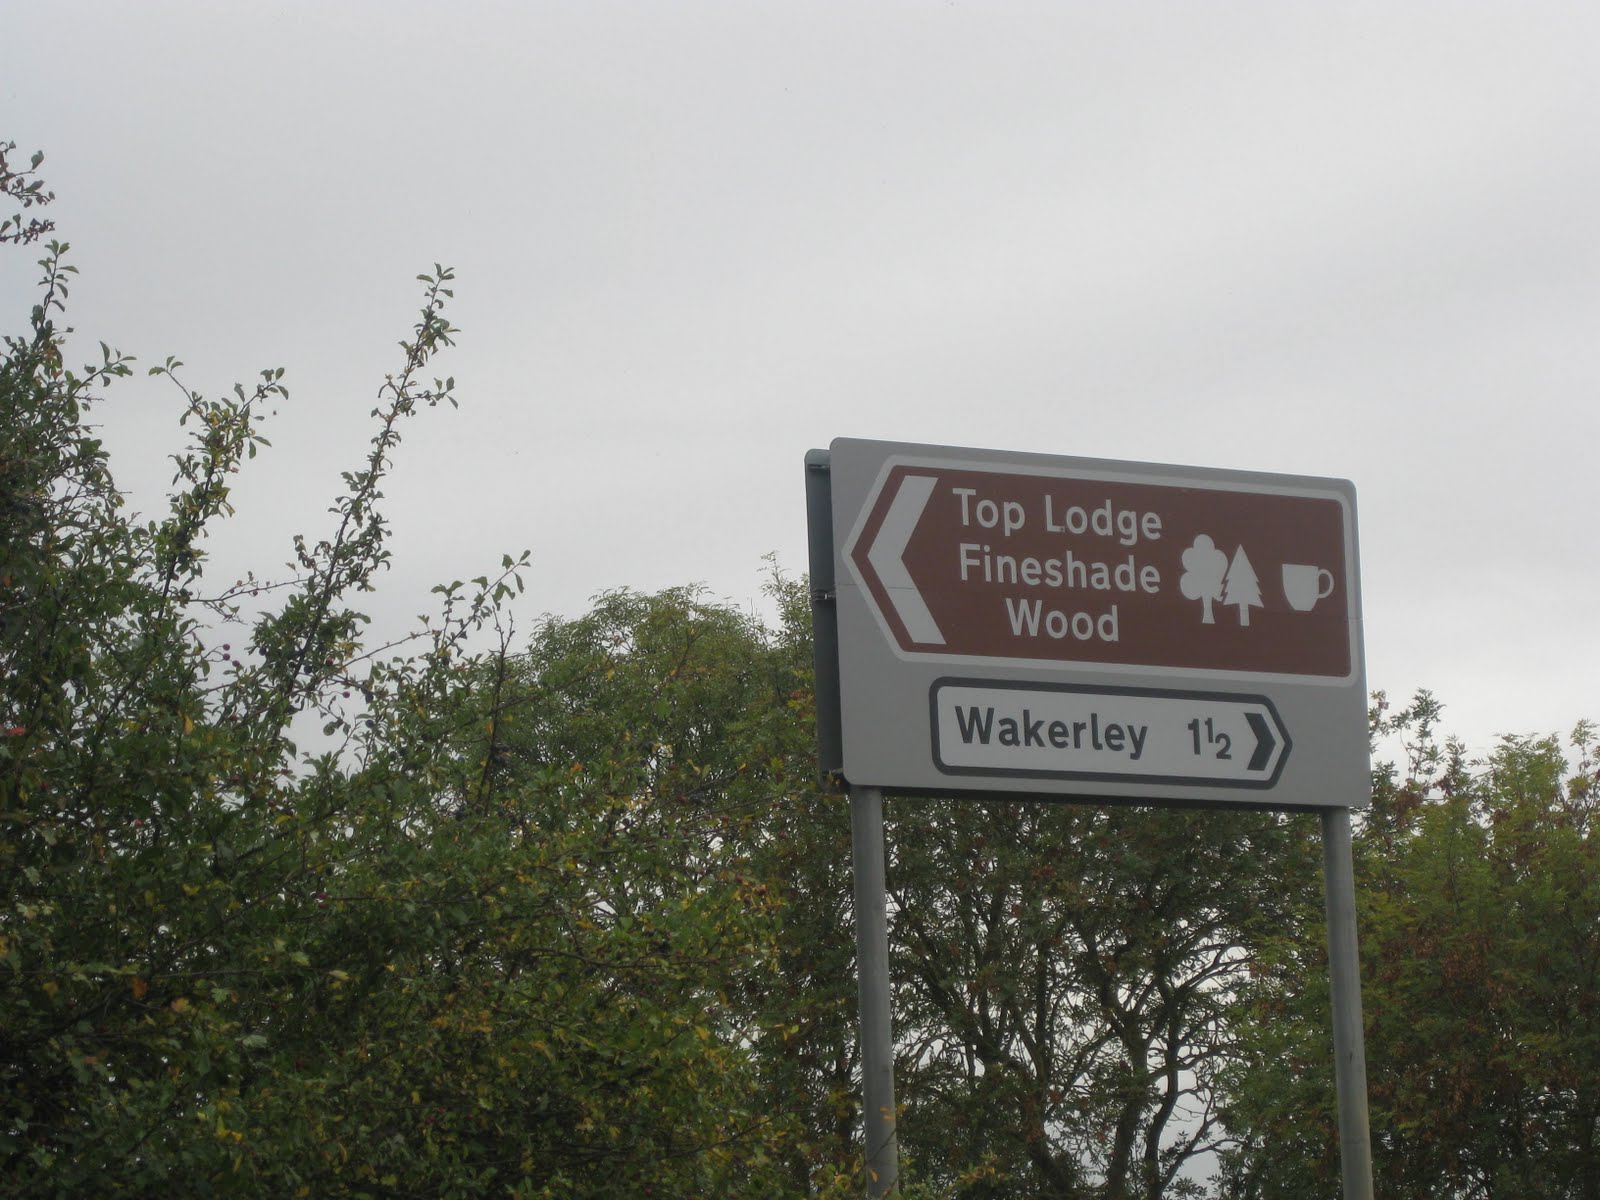 Top Lodge
Fineshade
Wood
Wakerley 1½